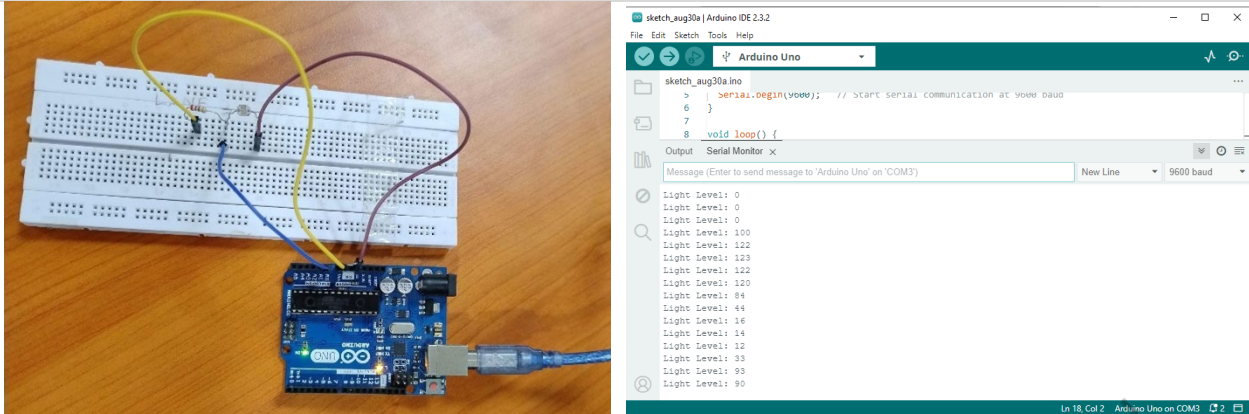 UNO
ARDUINO
sketch_aug30a | Arduino IDE 2.3.2
File Edit Sketch Tools Help
Arduino Uno
sketch_aug30a.ino
5 Serial.begin(9600); // Start serial communication at 9600 baud
6 }
7
8 void loop() {
Output Serial Monitor
Message (Enter to send message to 'Arduino Uno' on 'COM3')
New Line
9600 baud
Light Level: 0
Light Level: 0
Light Level: 0
Light Level: 100
Light Level: 122
Light Level: 123
Light Level: 122
Light Level: 120
Light Level: 84
Light Level: 44
Light Level: 16
Light Level: 14
Light Level: 12
Light Level: 33
Light Level: 93
Light Level: 90
Ln 18, Col 2 Arduino Uno on COM3 2